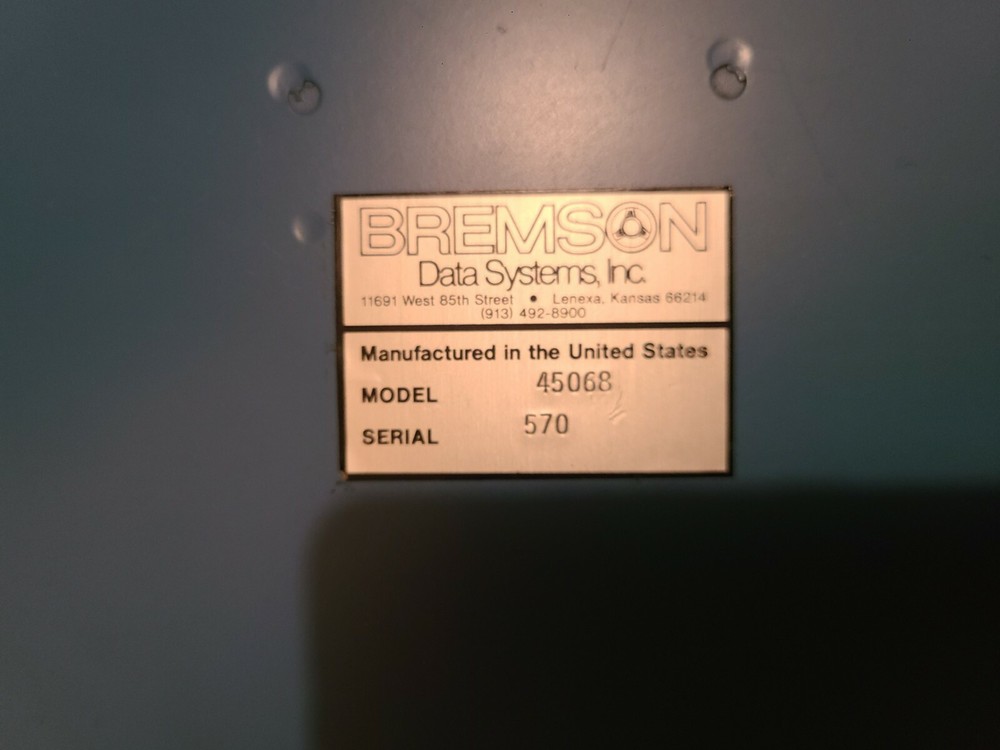 BREMSON
Data Systems, Inc.
11691 West 85th Street • Lenexa, Kansas 66214
(913) 492-8900
Manufactured in the United States
MODEL 45068
SERIAL 570